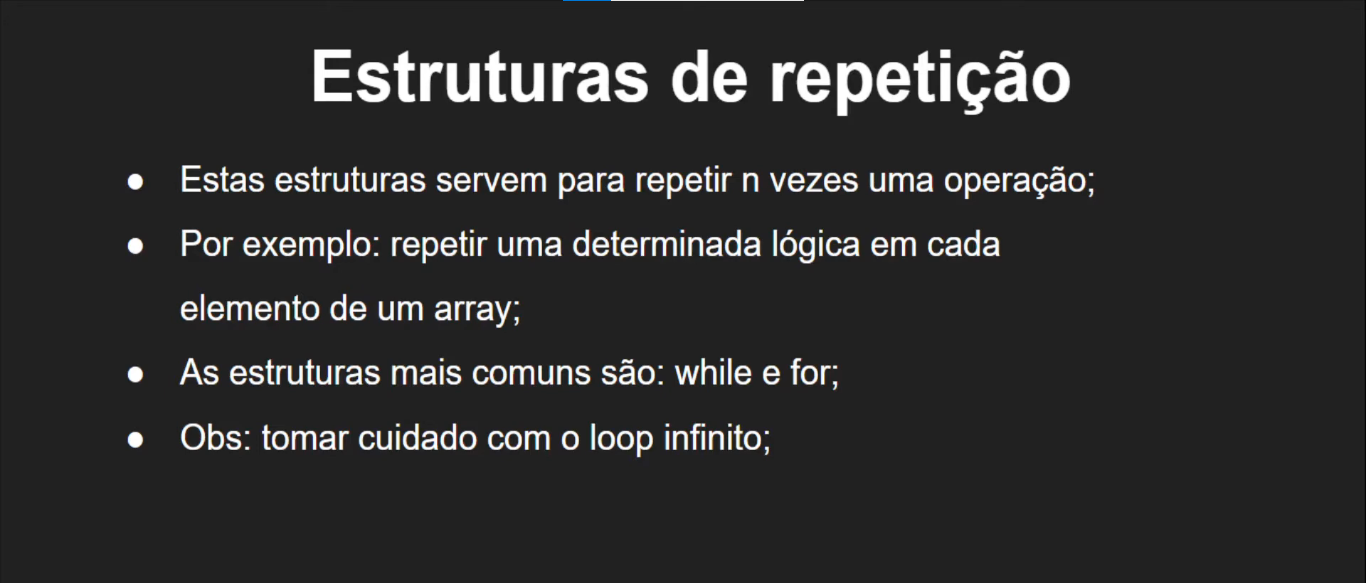 Estruturas de repetição
● Estas estruturas servem para repetir n vezes uma operação;
● Por exemplo: repetir uma determinada lógica em cada
elemento de um array;
● As estruturas mais comuns são: while e for;
● Obs: tomar cuidado com o loop infinito;